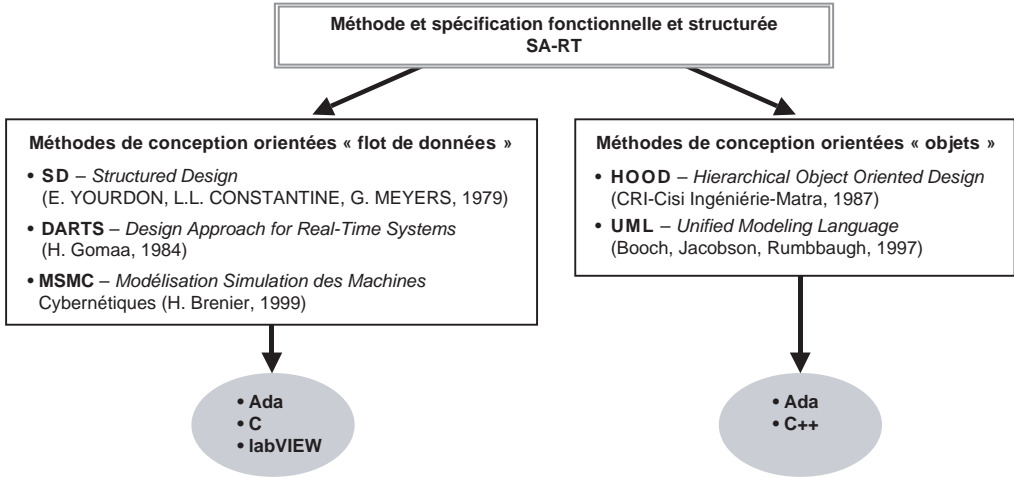 Méthode et spécification fonctionnelle et structurée
SA-RT
Méthodes de conception orientées « flot de données »
• SD – Structured Design
(E. YOURDON, L.L. CONSTANTINE, G. MEYERS, 1979)
• DARTS – Design Approach for Real-Time Systems
(H. Gomaa, 1984)
• MSMC – Modélisation Simulation des Machines
Cybernétiques (H. Brenier, 1999)
Méthodes de conception orientées « objets »
• HOOD – Hierarchical Object Oriented Design
(CRI-Cisi Ingéniérie-Matra, 1987)
• UML – Unified Modeling Language
(Booch, Jacobson, Rumbbaugh, 1997)
• Ada
• C
• labVIEW
• Ada
• C++